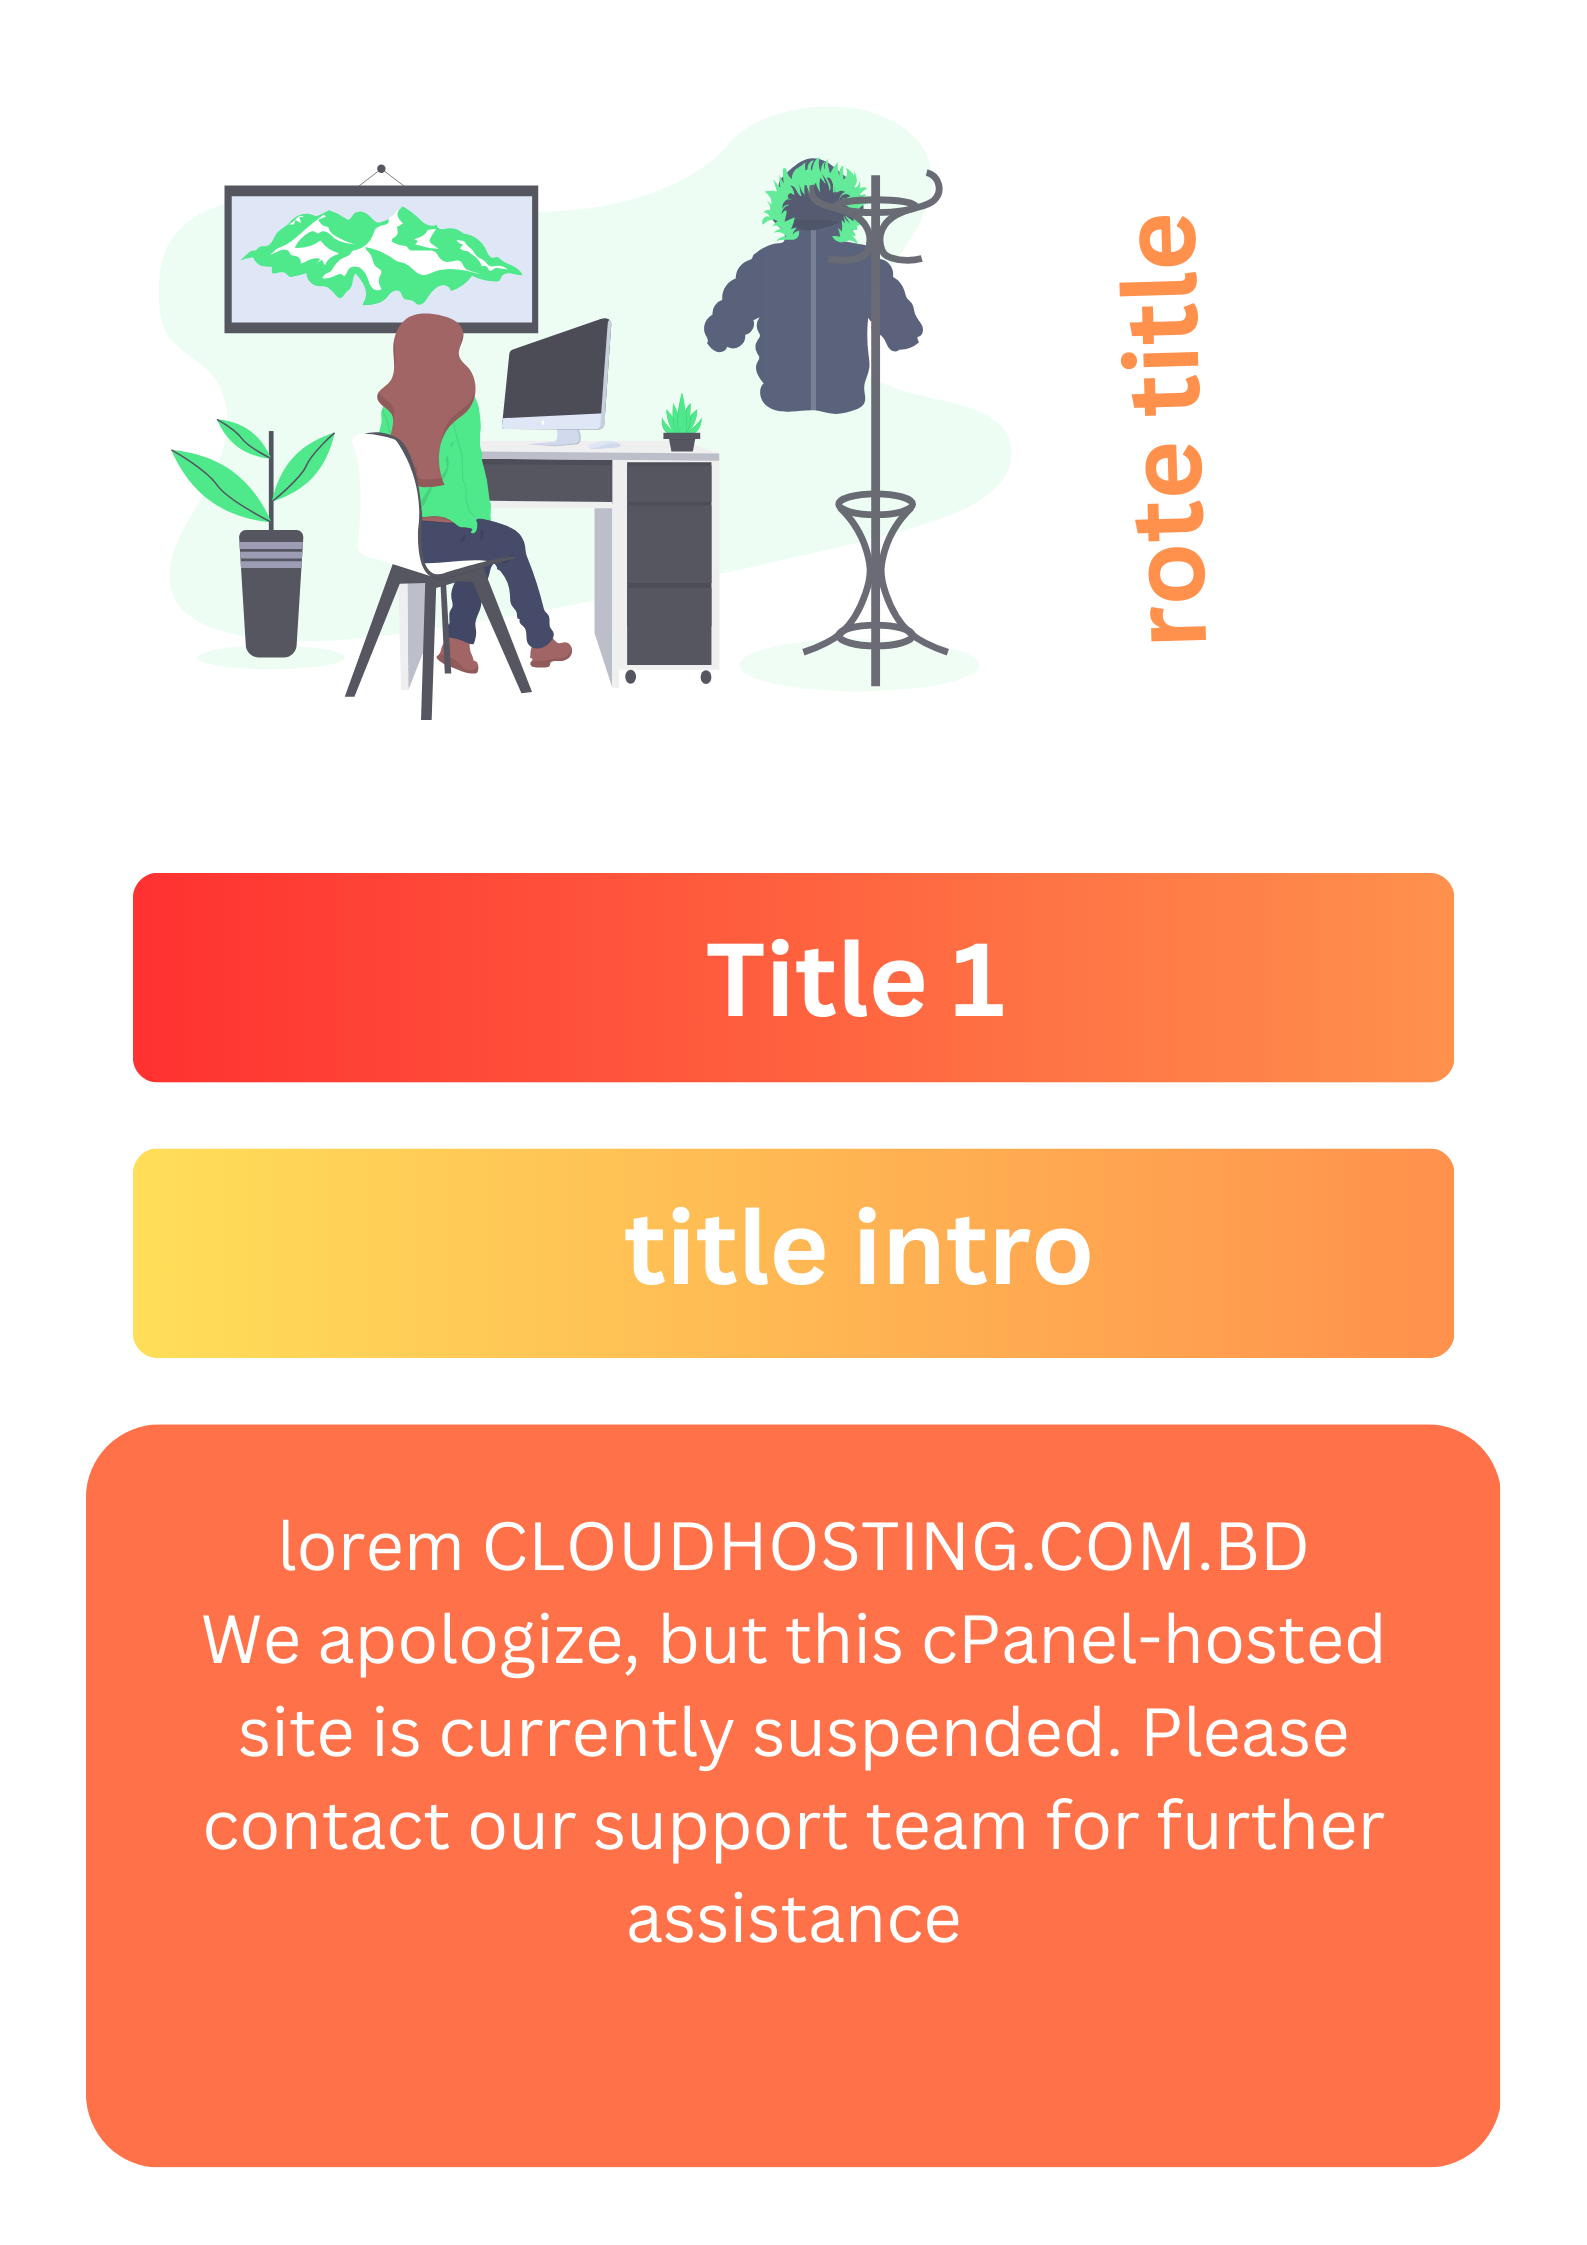 rote title
Title 1
title intro
lorem CLOUDHOSTING.COM.BD
We apologize, but this cPanel-hosted
site is currently suspended. Please
contact our support team for further
assistance